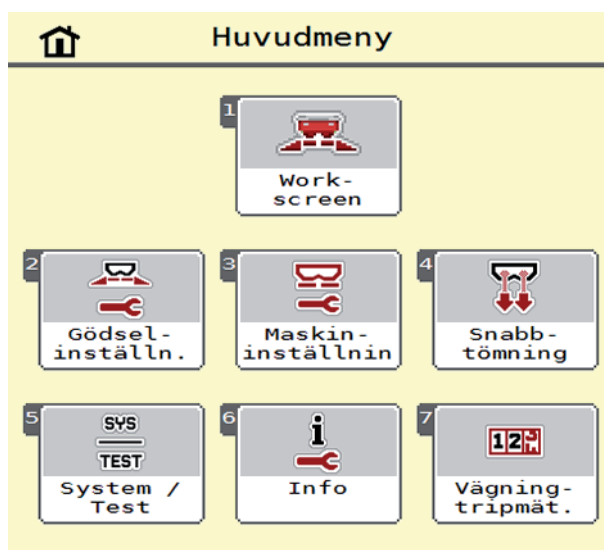 Huvudmeny
1
Work-
screen
2
Gödsel-
inställn.
3
Maskin-
inställnin
4
Snabb-
tömning
5
SYS
TEST
System /
Test
6
i
Info
7
12
Vägning-
tripmät.